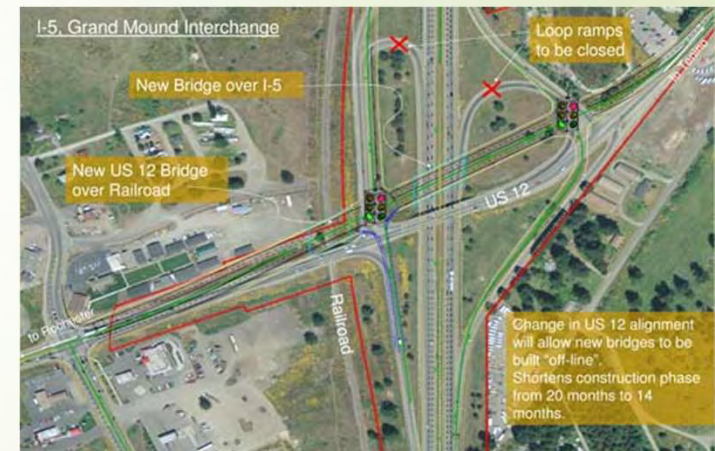 I-5, Grand Mound Interchange
Loop ramps
to be closed
to Tenino
New Bridge over I-5
New US 12 Bridge
over Railroad
US 12
to Rochester
Railroad
Change in US 12 alignment
will allow new bridges to be
built "off-line".
Shortens construction phase
from 20 months to 14
months.